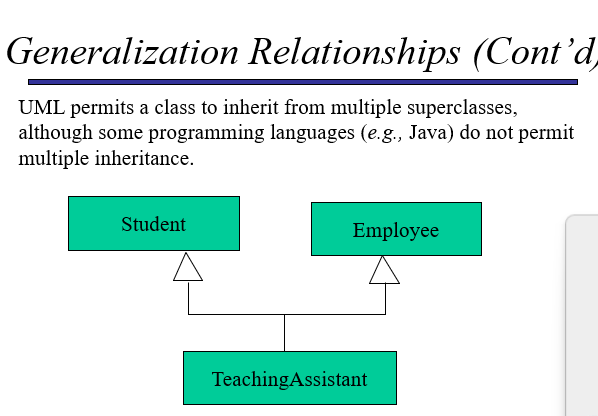 Generalization Relationships (Cont’d)
UML permits a class to inherit from multiple superclasses,
although some programming languages (e.g., Java) do not permit
multiple inheritance.
Student
Employee
TeachingAssistant